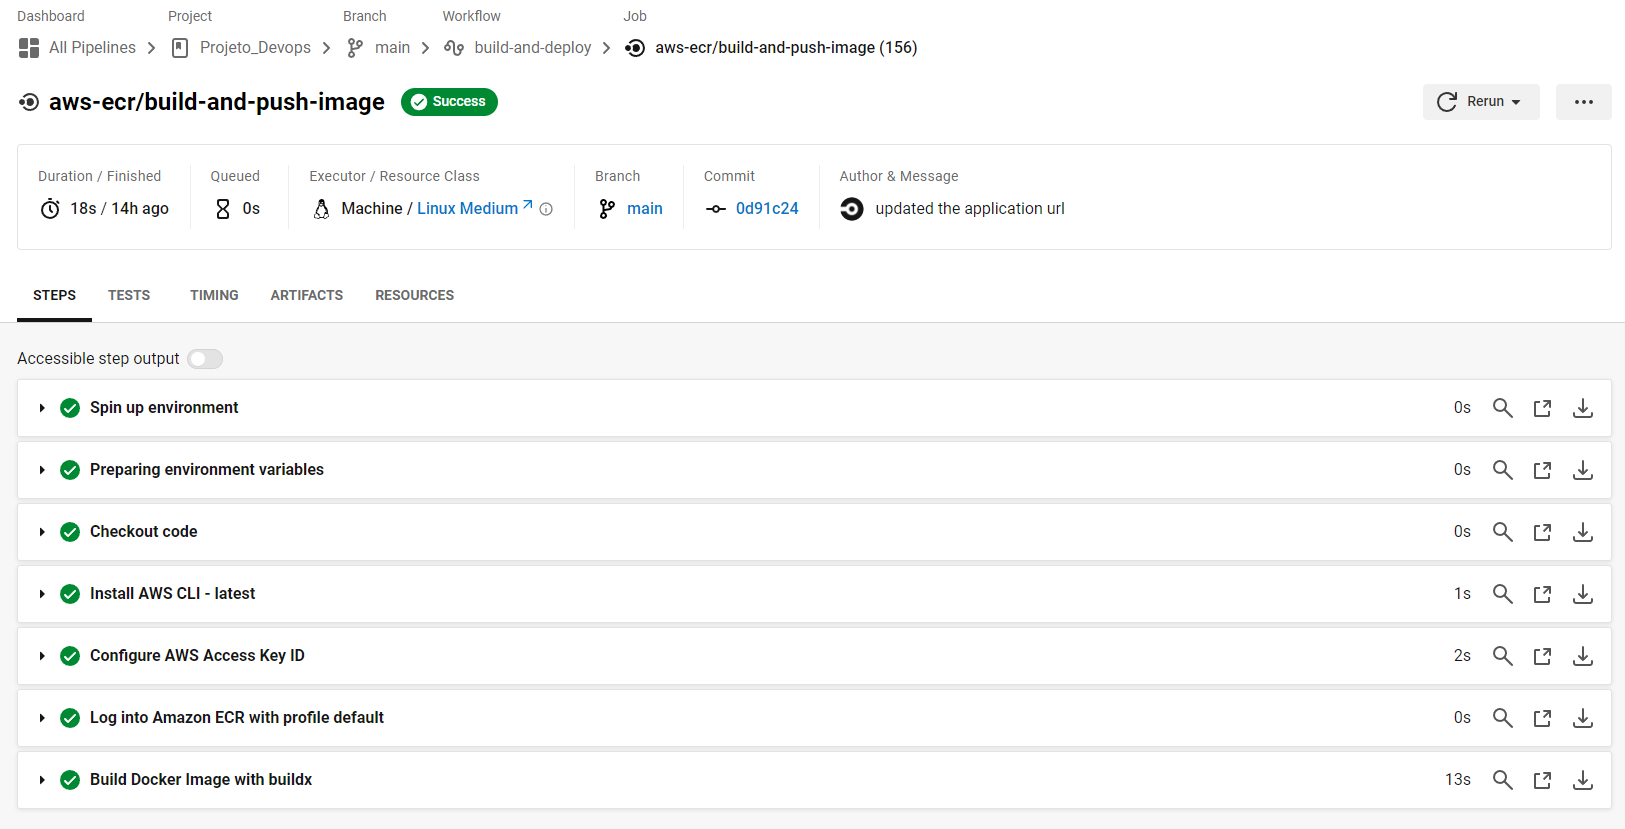 Dashboard Project Branch Workflow Job
All Pipelines Projeto_Devops main build-and-deploy aws-ecr/build-and-push-image (156)
aws-ecr/build-and-push-image Success Rerun
Duration / Finished Queued Executor / Resource Class Branch Commit Author & Message
18s / 14h ago 0s Machine / Linux Medium main 0d91c24 updated the application url
STEPS TESTS TIMING ARTIFACTS RESOURCES
Accessible step output
Spin up environment 0s
Preparing environment variables 0s
Checkout code 0s
Install AWS CLI - latest 1s
Configure AWS Access Key ID 2s
Log into Amazon ECR with profile default 0s
Build Docker Image with buildx 13s